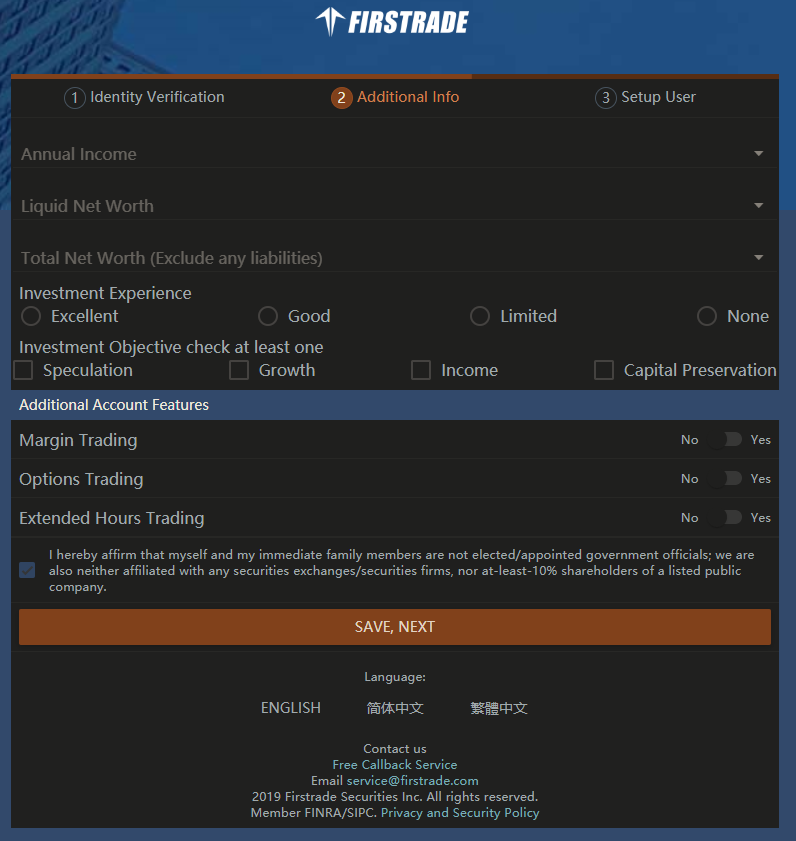 FIRSTRADE
1 Identity Verification
2 Additional Info
3 Setup User
Annual Income
Liquid Net Worth
Total Net Worth (Exclude any liabilities)
Investment Experience
Excellent Good Limited None
Investment Objective check at least one
Speculation Growth Income Capital Preservation
Additional Account Features
Margin Trading No Yes
Options Trading No Yes
Extended Hours Trading No Yes
I hereby affirm that myself and my immediate family members are not elected/appointed government officials; we are
also neither affiliated with any securities exchanges/securities firms, nor at-least-10% shareholders of a listed public
company.
SAVE, NEXT
Language:
ENGLISH 简体中文 繁體中文
Contact us
Free Callback Service
Email service@firstrade.com
2019 Firstrade Securities Inc. All rights reserved.
Member FINRA/SIPC. Privacy and Security Policy